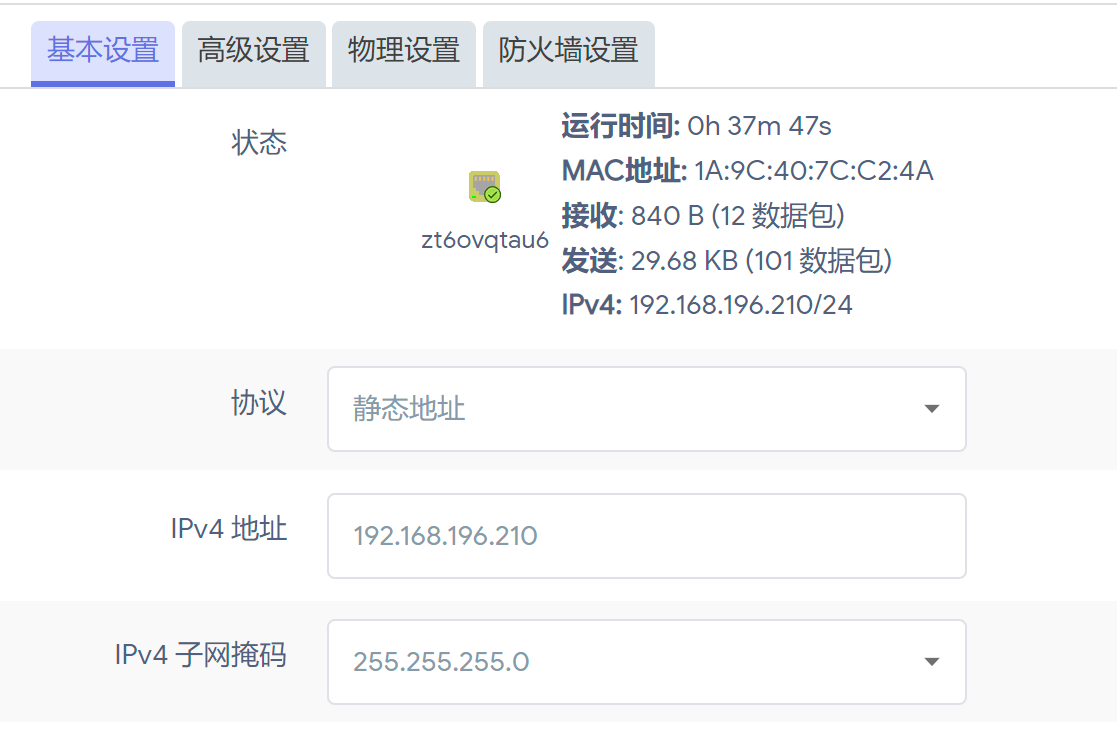 基本设置 高级设置 物理设置 防火墙设置
状态
zt6ovqtau6
运行时间: 0h 37m 47s
MAC地址: 1A:9C:40:7C:C2:4A
接收: 840 B (12 数据包)
发送: 29.68 KB (101 数据包)
IPv4: 192.168.196.210/24
协议 静态地址
IPv4 地址 192.168.196.210
IPv4 子网掩码 255.255.255.0